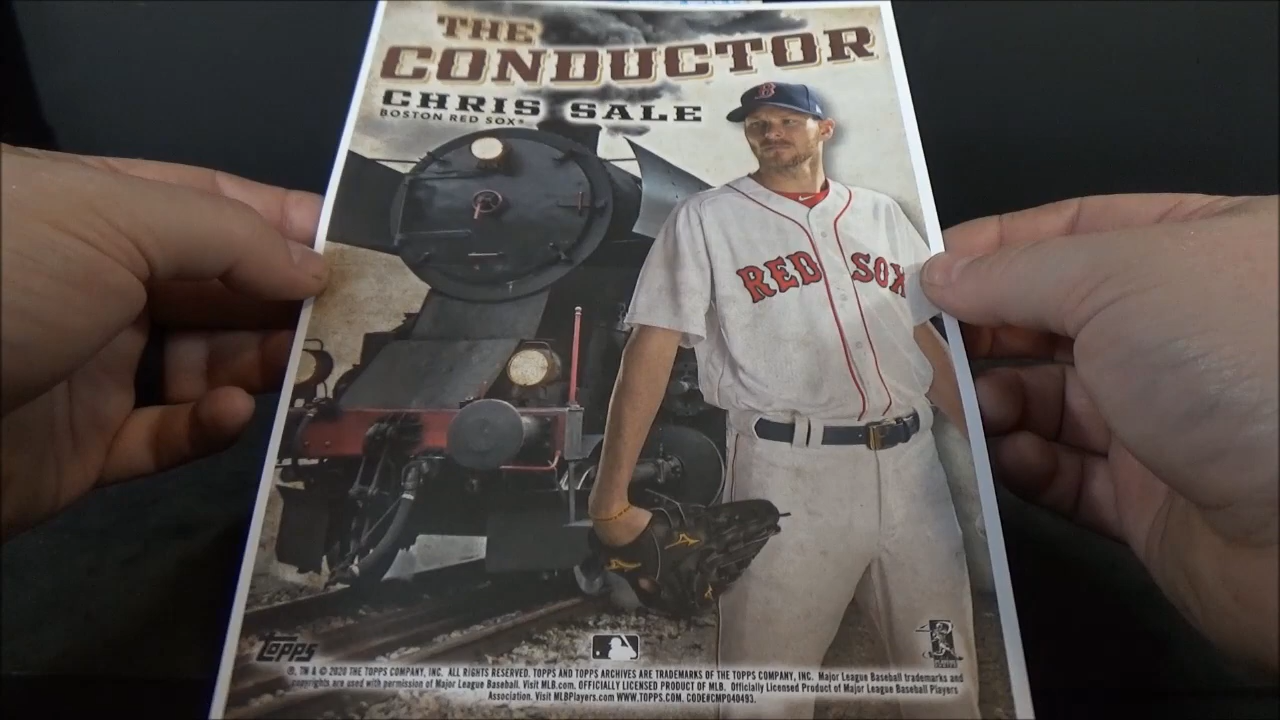 THE
CONDUCTOR
CHRIS SALE
BOSTON RED SOX®
B
RED SOX
Topps
®, TM & © 2020 THE TOPPS COMPANY, INC. ALL RIGHTS RESERVED. TOPPS AND TOPPS ARCHIVES ARE TRADEMARKS OF THE TOPPS COMPANY, INC. Major League Baseball trademarks and
copyrights are used with permission of Major League Baseball. Visit MLB.com. OFFICIALLY LICENSED PRODUCT OF MLB. Officially Licensed Product of Major League Baseball Players
Association. Visit MLBPlayers.com WWW.TOPPS.COM. CODE#CMP040493.